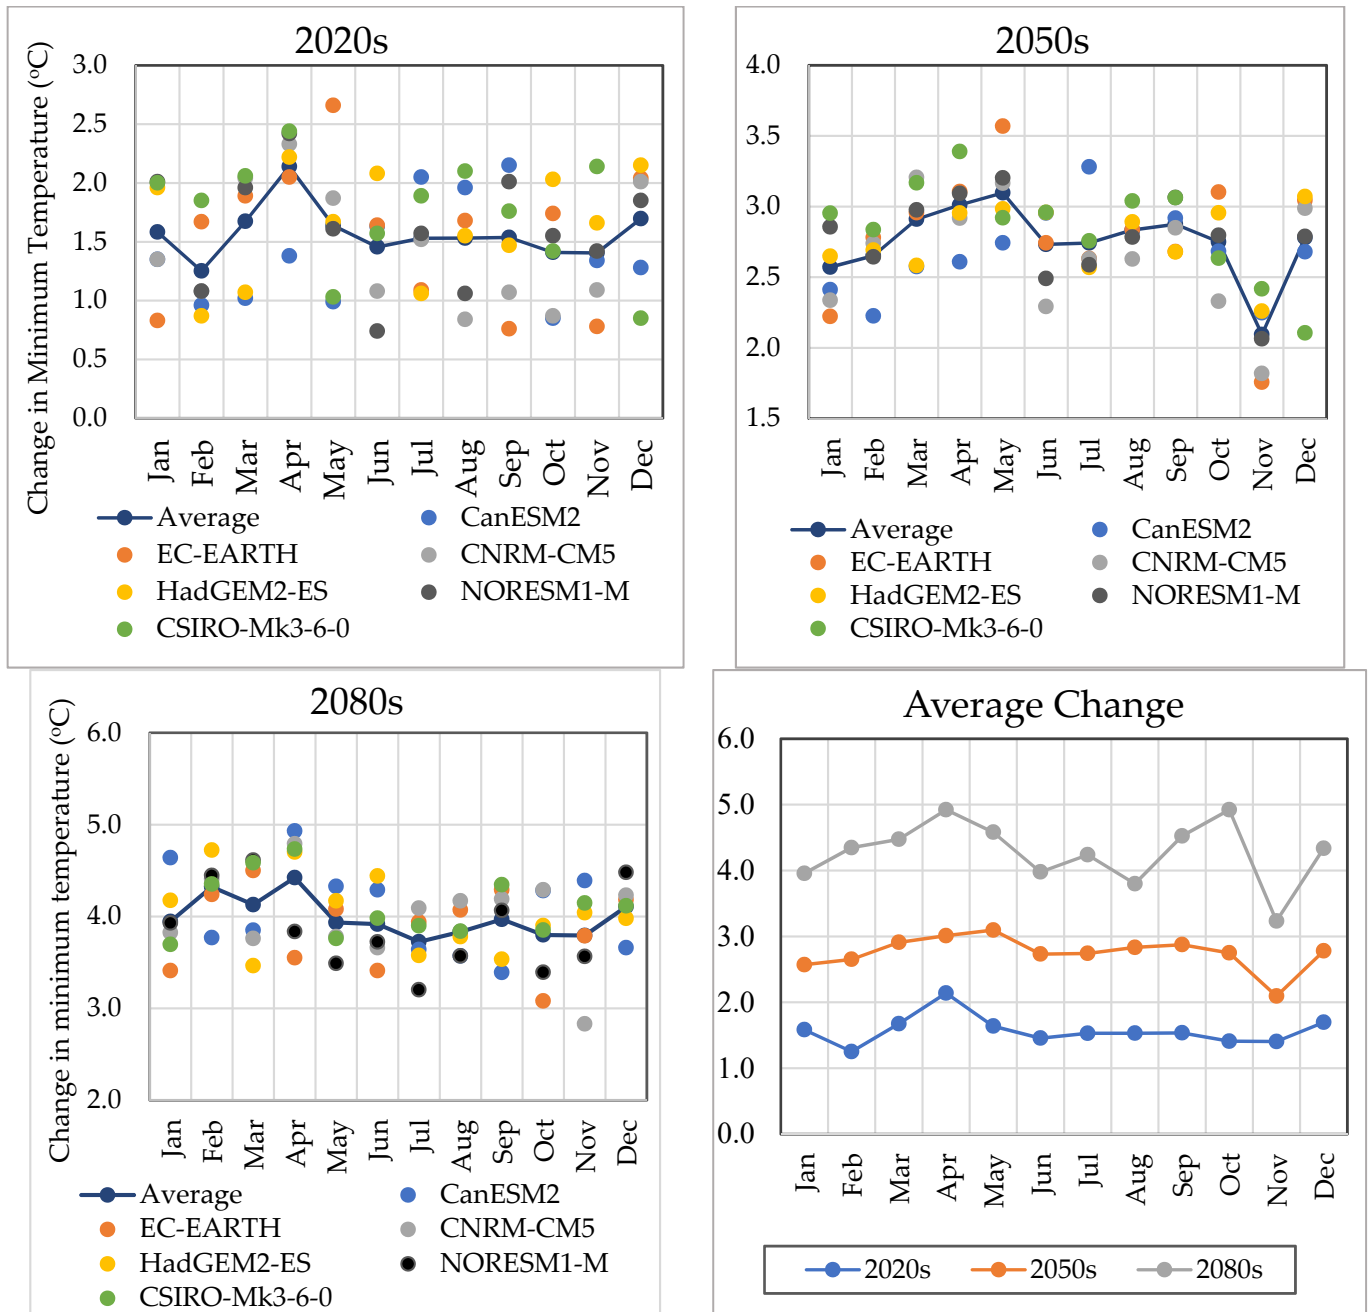 2020s
Change in Minimum Temperature (°C)
3.0
2.5
2.0
1.5
1.0
0.5
0.0
Jan
Feb
Mar
Apr
May
Jun
Jul
Aug
Sep
Oct
Nov
Dec
Average
CanESM2
EC-EARTH
CNRM-CM5
HadGEM2-ES
NORESM1-M
CSIRO-Mk3-6-0
2050s
4.0
3.5
3.0
2.5
2.0
1.5
Jan
Feb
Mar
Apr
May
Jun
Jul
Aug
Sep
Oct
Nov
Dec
Average
CanESM2
EC-EARTH
CNRM-CM5
HadGEM2-ES
NORESM1-M
CSIRO-Mk3-6-0
2080s
Change in minimum temperature (°C)
6.0
5.0
4.0
3.0
2.0
Jan
Feb
Mar
Apr
May
Jun
Jul
Aug
Sep
Oct
Nov
Dec
Average
CanESM2
EC-EARTH
CNRM-CM5
HadGEM2-ES
NORESM1-M
CSIRO-Mk3-6-0
Average Change
6.0
5.0
4.0
3.0
2.0
1.0
0.0
Jan
Feb
Mar
Apr
May
Jun
Jul
Aug
Sep
Oct
Nov
Dec
2020s
2050s
2080s